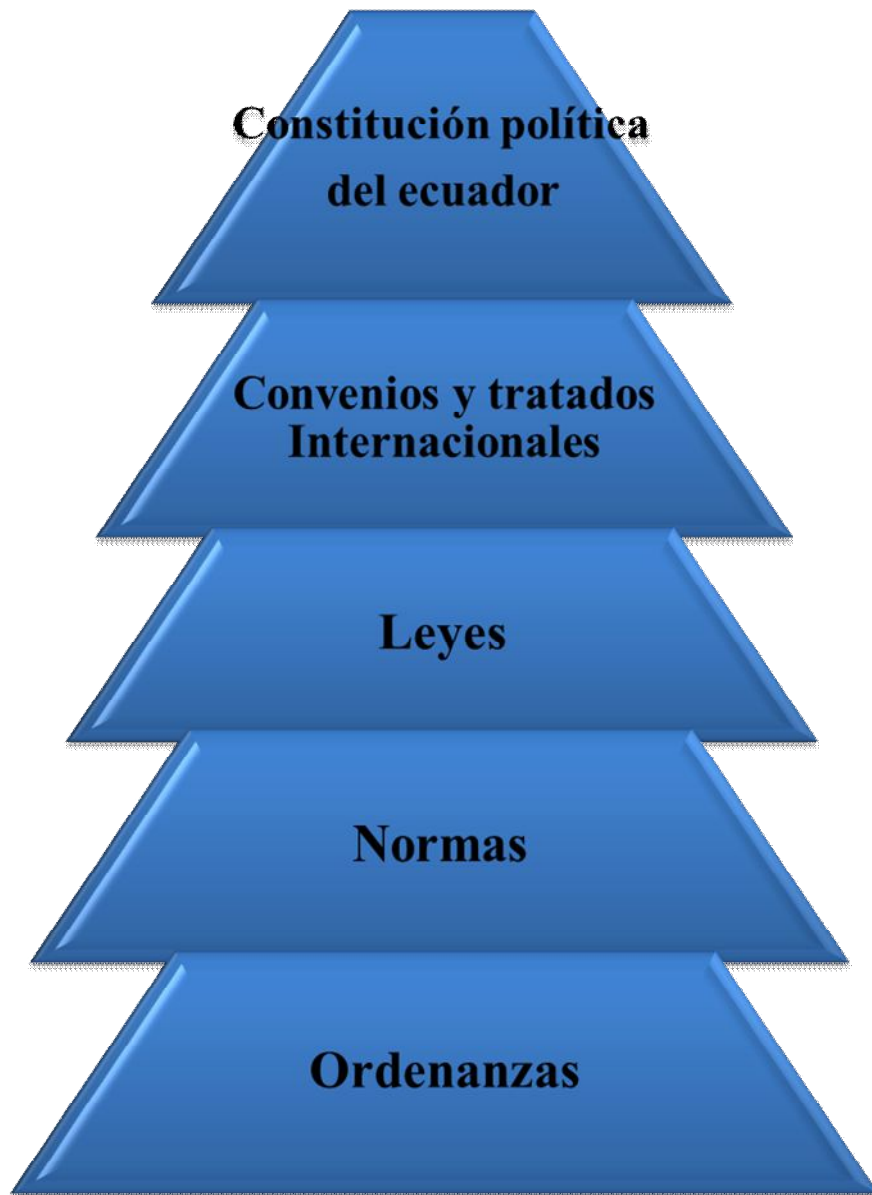 Constitución política
del ecuador
Convenios y tratados
Internacionales
Leyes
Normas
Ordenanzas